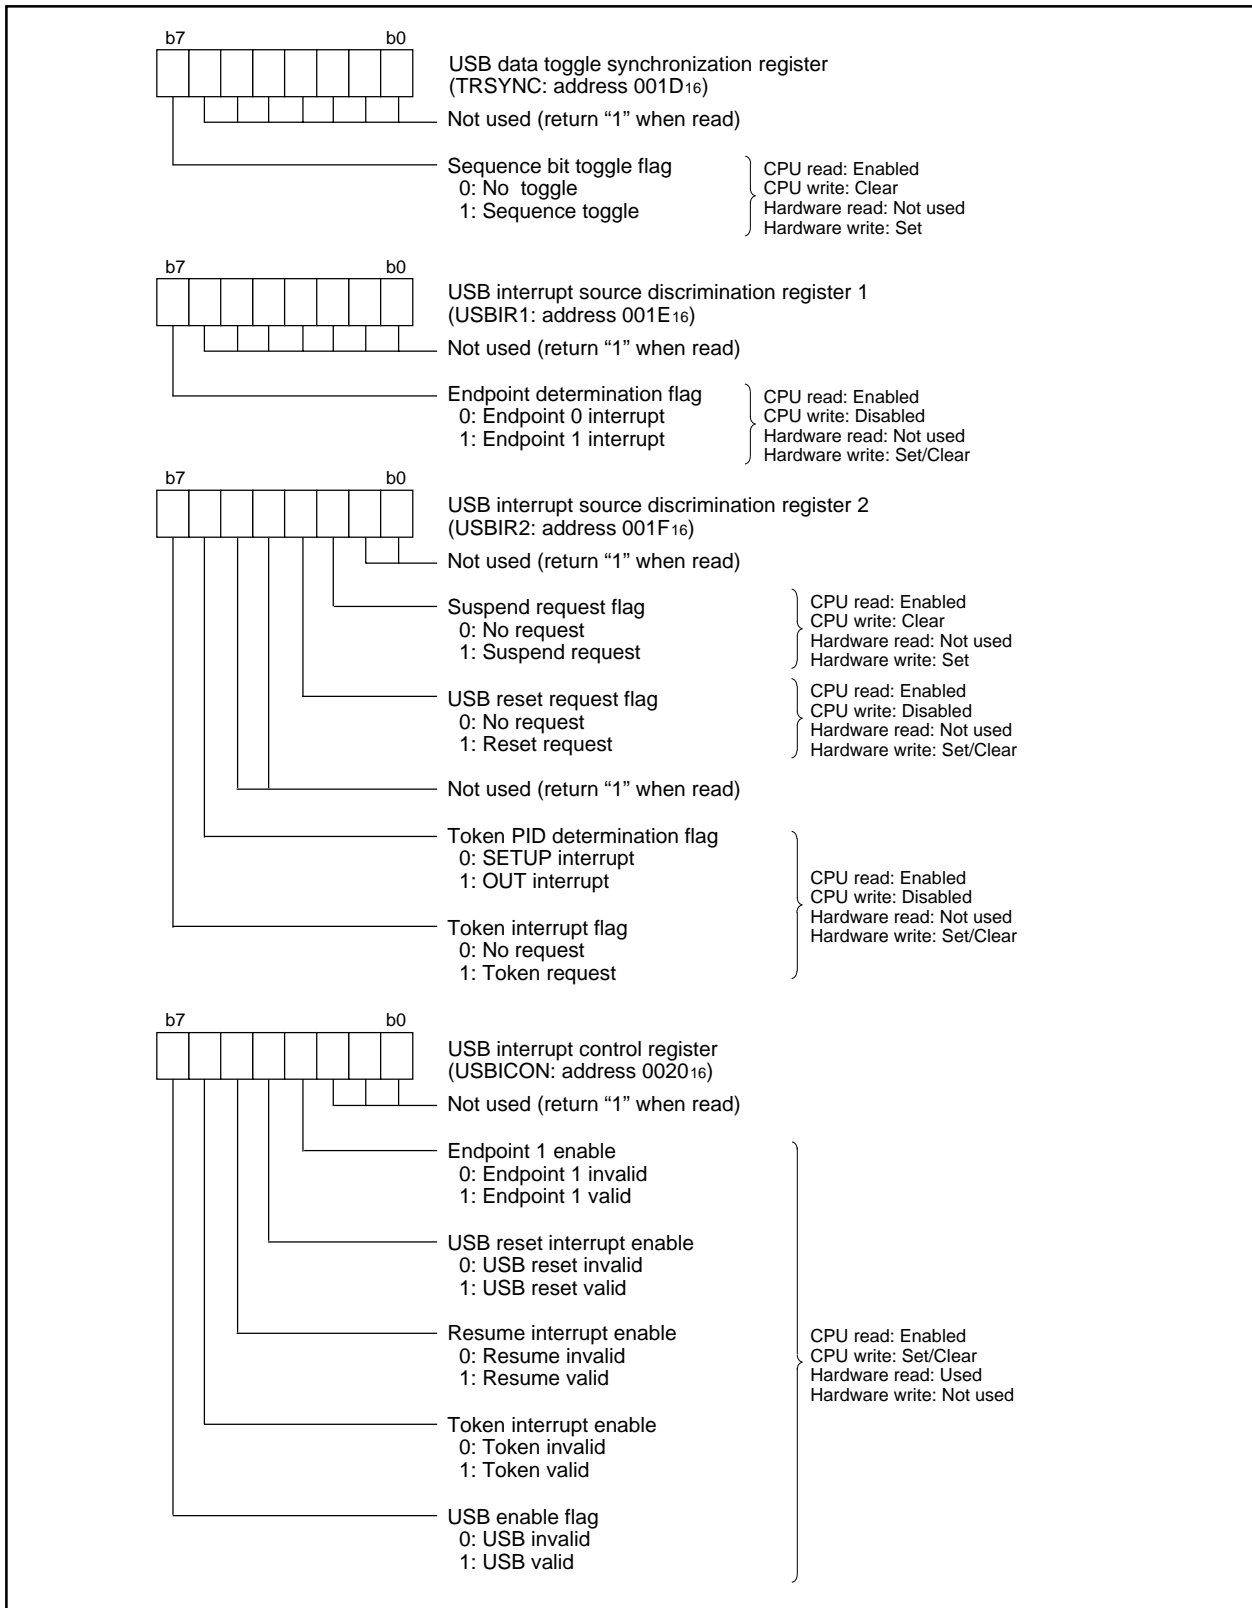 b7 b0
USB data toggle synchronization register
(TRSYNC: address 001D16)
Not used (return “1” when read)
Sequence bit toggle flag
0: No toggle
1: Sequence toggle
CPU read: Enabled
CPU write: Clear
Hardware read: Not used
Hardware write: Set
b7 b0
USB interrupt source discrimination register 1
(USBIR1: address 001E16)
Not used (return “1” when read)
Endpoint determination flag
0: Endpoint 0 interrupt
1: Endpoint 1 interrupt
CPU read: Enabled
CPU write: Disabled
Hardware read: Not used
Hardware write: Set/Clear
b7 b0
USB interrupt source discrimination register 2
(USBIR2: address 001F16)
Not used (return “1” when read)
Suspend request flag
0: No request
1: Suspend request
CPU read: Enabled
CPU write: Clear
Hardware read: Not used
Hardware write: Set
USB reset request flag
0: No request
1: Reset request
CPU read: Enabled
CPU write: Disabled
Hardware read: Not used
Hardware write: Set/Clear
Not used (return “1” when read)
Token PID determination flag
0: SETUP interrupt
1: OUT interrupt
Token interrupt flag
0: No request
1: Token request
CPU read: Enabled
CPU write: Disabled
Hardware read: Not used
Hardware write: Set/Clear
b7 b0
USB interrupt control register
(USBICON: address 002016)
Not used (return “1” when read)
Endpoint 1 enable
0: Endpoint 1 invalid
1: Endpoint 1 valid
USB reset interrupt enable
0: USB reset invalid
1: USB reset valid
Resume interrupt enable
0: Resume invalid
1: Resume valid
Token interrupt enable
0: Token invalid
1: Token valid
USB enable flag
0: USB invalid
1: USB valid
CPU read: Enabled
CPU write: Set/Clear
Hardware read: Used
Hardware write: Not used